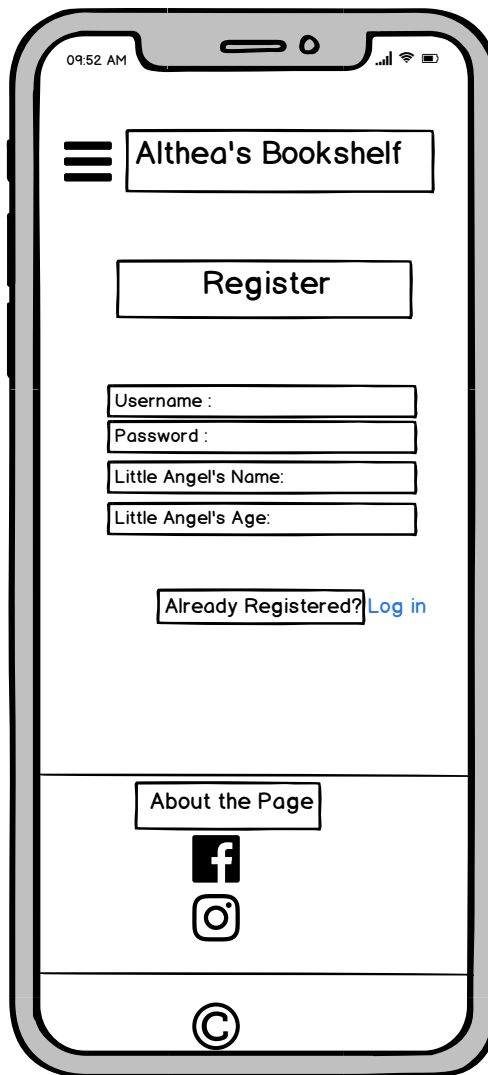 09:52 AM
Althea's Bookshelf
Register
Username :
Password :
Little Angel's Name:
Little Angel's Age:
Already Registered? Log in
About the Page
©